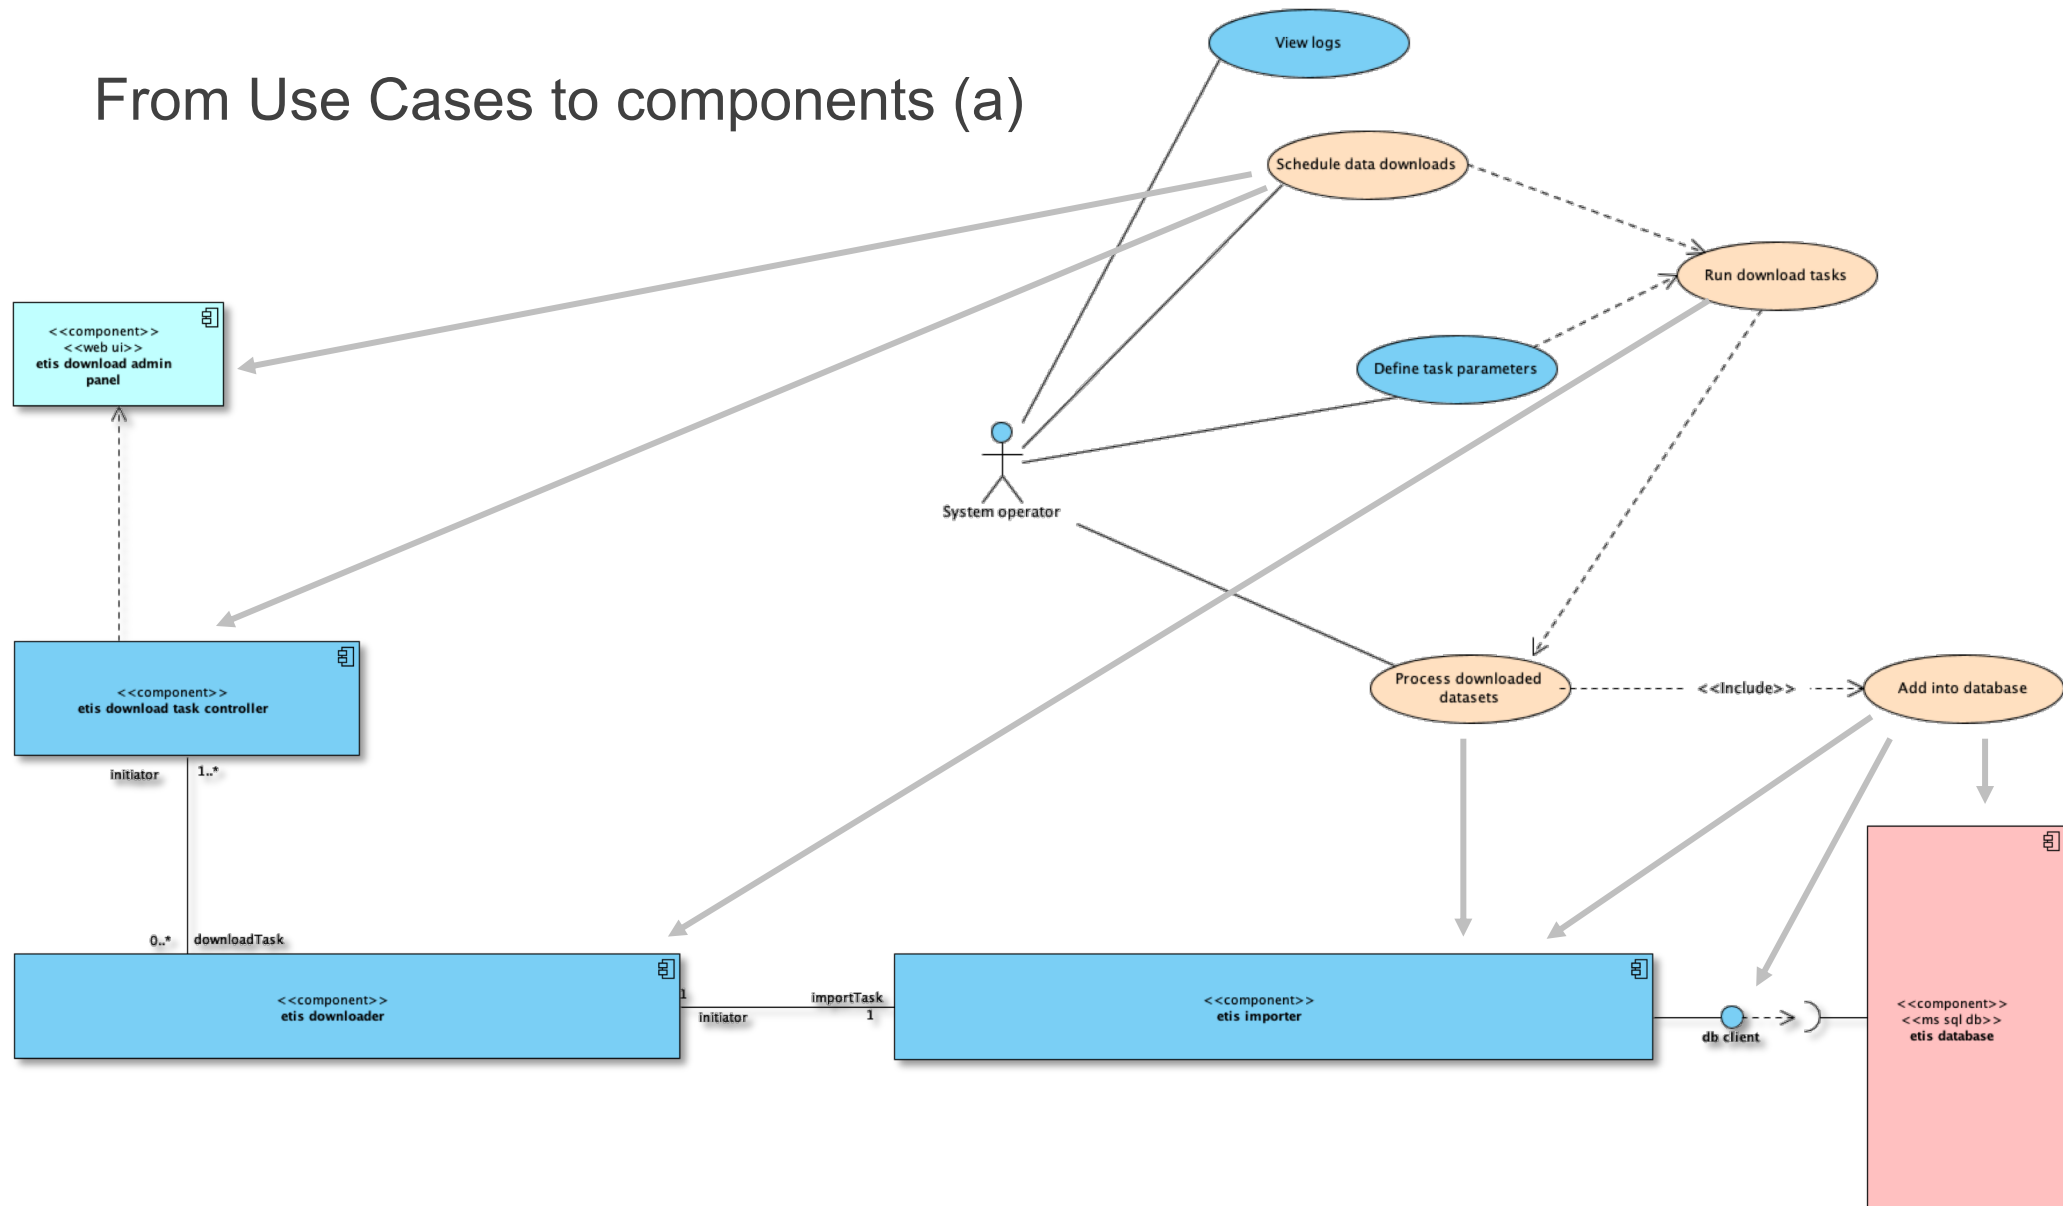 View logs
From Use Cases to components (a)
Schedule data downloads
Run download tasks
<<component>>
<<web ui>>
etis download admin
panel
Define task parameters
System operator
<<component>>
etis download task controller
Process downloaded
datasets
<<Include>>
Add into database
initiator
1..*
0..*
downloadTask
<<component>>
etis downloader
1
initiator
importTask
1
<<component>>
etis importer
db client
<<component>>
<<ms sql db>>
etis database